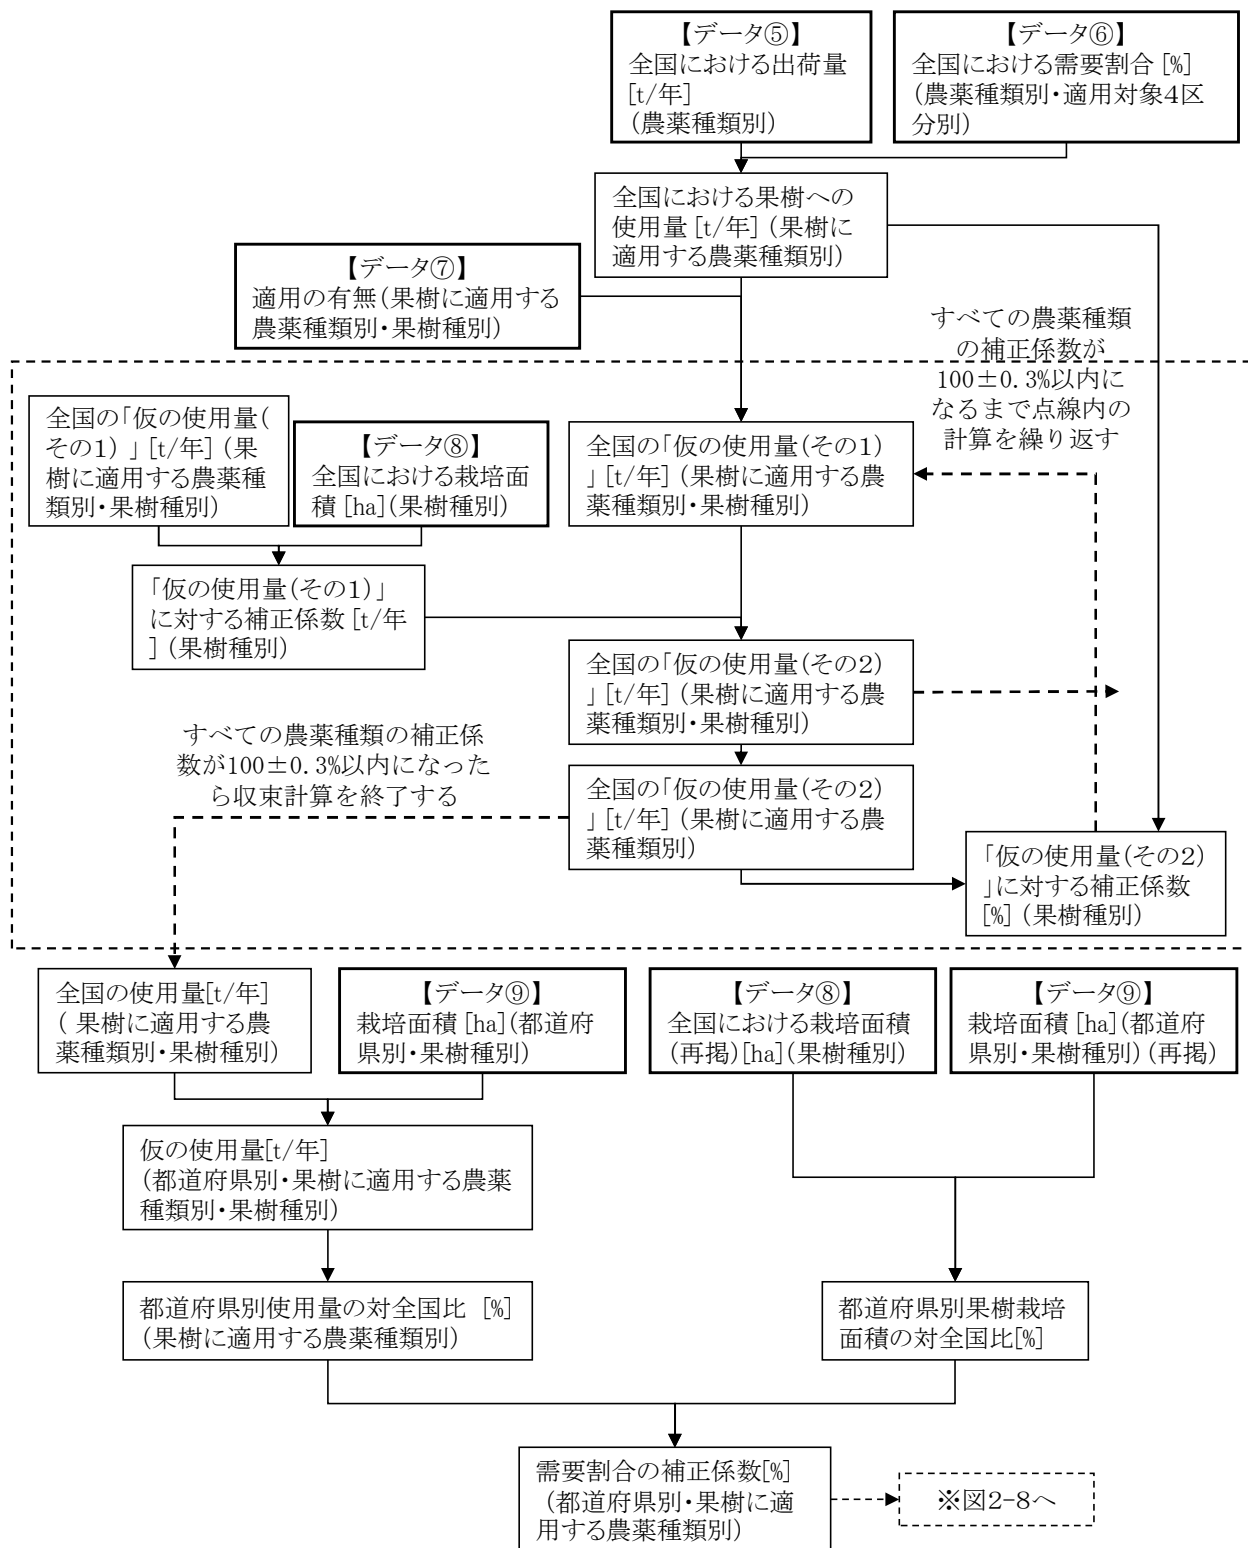 【データ⑤】
全国における出荷量
[t/年]
(農薬種類別)
【データ⑥】
全国における需要割合[%]
(農薬種類別・適用対象4区
分別)
全国における果樹への
使用量[t/年](果樹に
適用する農薬種類別)
【データ⑦】
適用の有無(果樹に適用する
農薬種類別・果樹種別)
すべての農薬種類
の補正係数が
100±0.3%以内に
なるまで点線内の
計算を繰り返す
全国の「仮の使用量(
その1)」[t/年](果
樹に適用する農薬種
類別・果樹種別)
【データ⑧】
全国における栽培面
積[ha](果樹種別)
全国の「仮の使用量(その1)
」[t/年](果樹に適用する農
薬種類別・果樹種別)
「仮の使用量(その1)」
に対する補正係数[t/年
](果樹種別)
全国の「仮の使用量(その2)
」[t/年](果樹に適用する農
薬種類別・果樹種別)
すべての農薬種類の補正係
数が100±0.3%以内になった
ら収束計算を終了する
全国の「仮の使用量(その2)
」[t/年](果樹に適用する農
薬種類別)
「仮の使用量(その2)
」に対する補正係数
[%](果樹種別)
全国の使用量[t/年]
(果樹に適用する農
薬種類別・果樹種別)
【データ⑨】
栽培面積[ha](都道府
県別・果樹種別)
【データ⑧】
全国における栽培面積
(再掲)[ha](果樹種別)
【データ⑨】
栽培面積[ha](都道府
県別・果樹種別)(再掲)
仮の使用量[t/年]
(都道府県別・果樹に適用する農薬
種類別・果樹種別)
都道府県別使用量の対全国比 [%]
(果樹に適用する農薬種類別)
都道府県別果樹栽培
面積の対全国比[%]
需要割合の補正係数[%]
(都道府県別・果樹に適
用する農薬種類別)
※図2-8へ